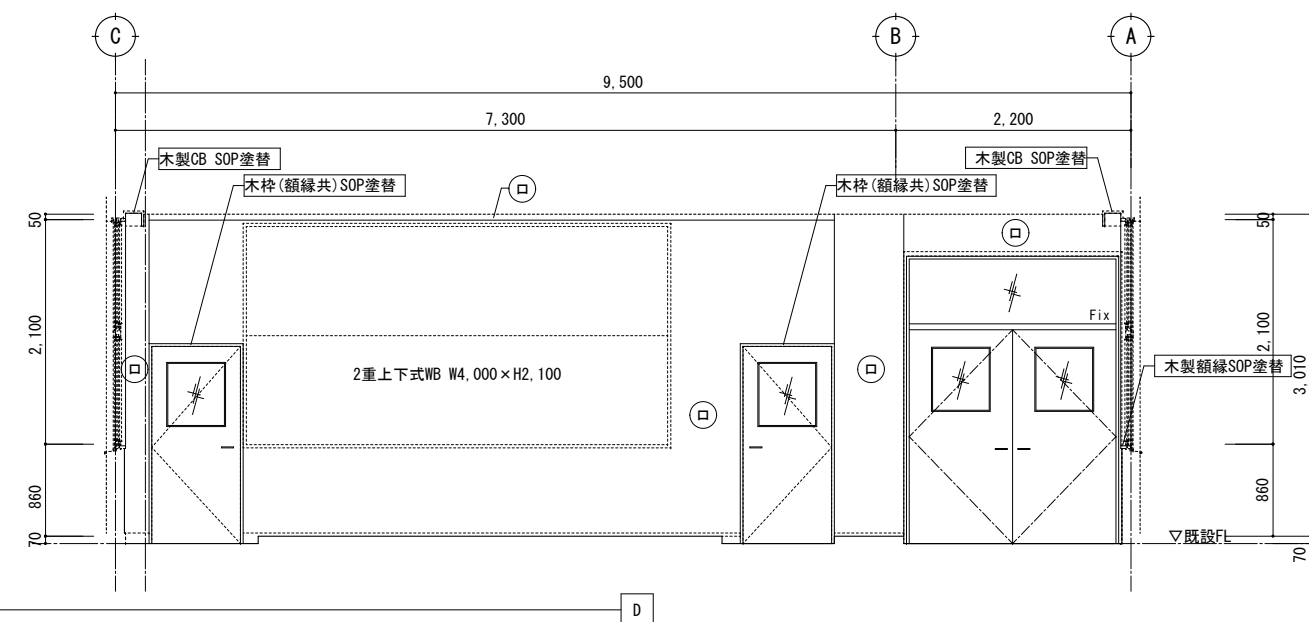 C
B
A
9,500
7,300
2,200
木製CB SOP塗替
木製CB SOP塗替
木枠(額縁共)SOP塗替
ロ
木枠(額縁共)SOP塗替
50
50
ロ
Fix
2,100
2,100
3,010
ロ
2重上下式WB W4,000×H2,100
ロ
木製額縁SOP塗替
ロ
860
860
70
▽既設FL
70
D